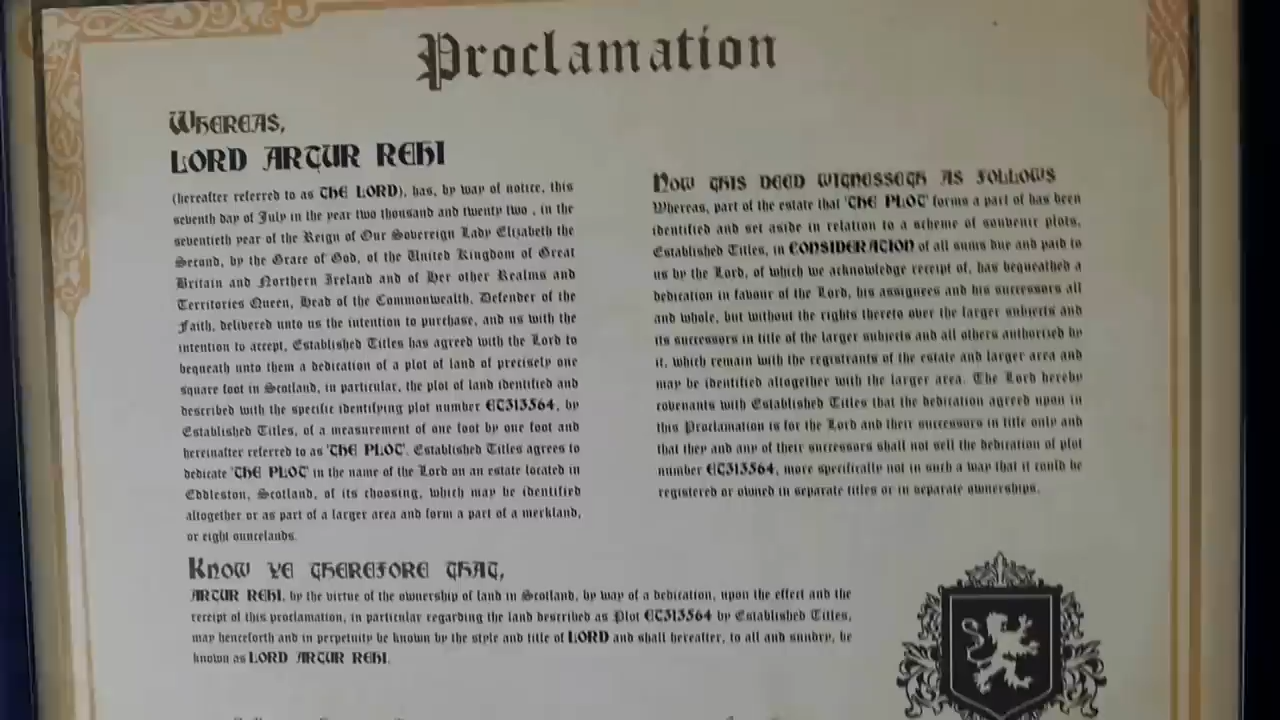 Proclamation
Whereas,
LORD ARTUR REHI
(hereafter referred to as THE LORD), has, by way of notice, this
seventh day of July in the year two thousand and twenty two , in the
seventieth year of the Reign of Our Sovereign Lady Elizabeth the
Second, by the Grace of God, of the United Kingdom of Great
Britain and Northern Ireland and of Her other Realms and
Territories Queen, Head of the Commonwealth, Defender of the
Faith, delivered unto us the intention to purchase, and us with the
intention to accept, Established Titles has agreed with the Lord to
bequeath unto them a dedication of a plot of land of precisely one
square foot in Scotland, in particular, the plot of land identified and
described with the specific identifying plot number ET313564, by
Established Titles, of a measurement of one foot by one foot and
hereinafter referred to as 'THE PLOT'. Established Titles agrees to
dedicate 'THE PLOT' in the name of the Lord on an estate located in
Eddleston, Scotland, of its choosing, which may be identified
altogether or as part of a larger area and form a part of a merkland,
or eight ouncelands.
Now this deed witnesseth as follows
Whereas, part of the estate that 'THE PLOT' forms a part of has been
identified and set aside in relation to a scheme of souvenir plots,
Established Titles, in CONSIDERATION of all sums due and paid to
us by the Lord, of which we acknowledge receipt of, has bequeathed a
dedication in favour of the Lord, his assignees and his successors all
and whole, but without the rights thereto over the larger subjects and
its successors in title of the larger subjects and all others authorized by
it, which remain with the registrants of the estate and larger area and
may be identified altogether with the larger area. The Lord hereby
covenants with Established Titles that the dedication agreed upon in
this Proclamation is for the Lord and their successors in title only and
that they and any of their successors shall not sell the dedication of plot
number ET313564, more specifically not in such a way that it could be
registered or owned in separate titles or in separate ownerships.
Know ye therefore that,
ARTUR REHI, by the virtue of the ownership of land in Scotland, by way of a dedication, upon the effect and the
receipt of this proclamation, in particular regarding the land described as Plot ET313564 by Established Titles,
may henceforth and in perpetuity be known by the style and title of LORD and shall hereafter, to all and sundry, be
known as LORD ARTUR REHI.